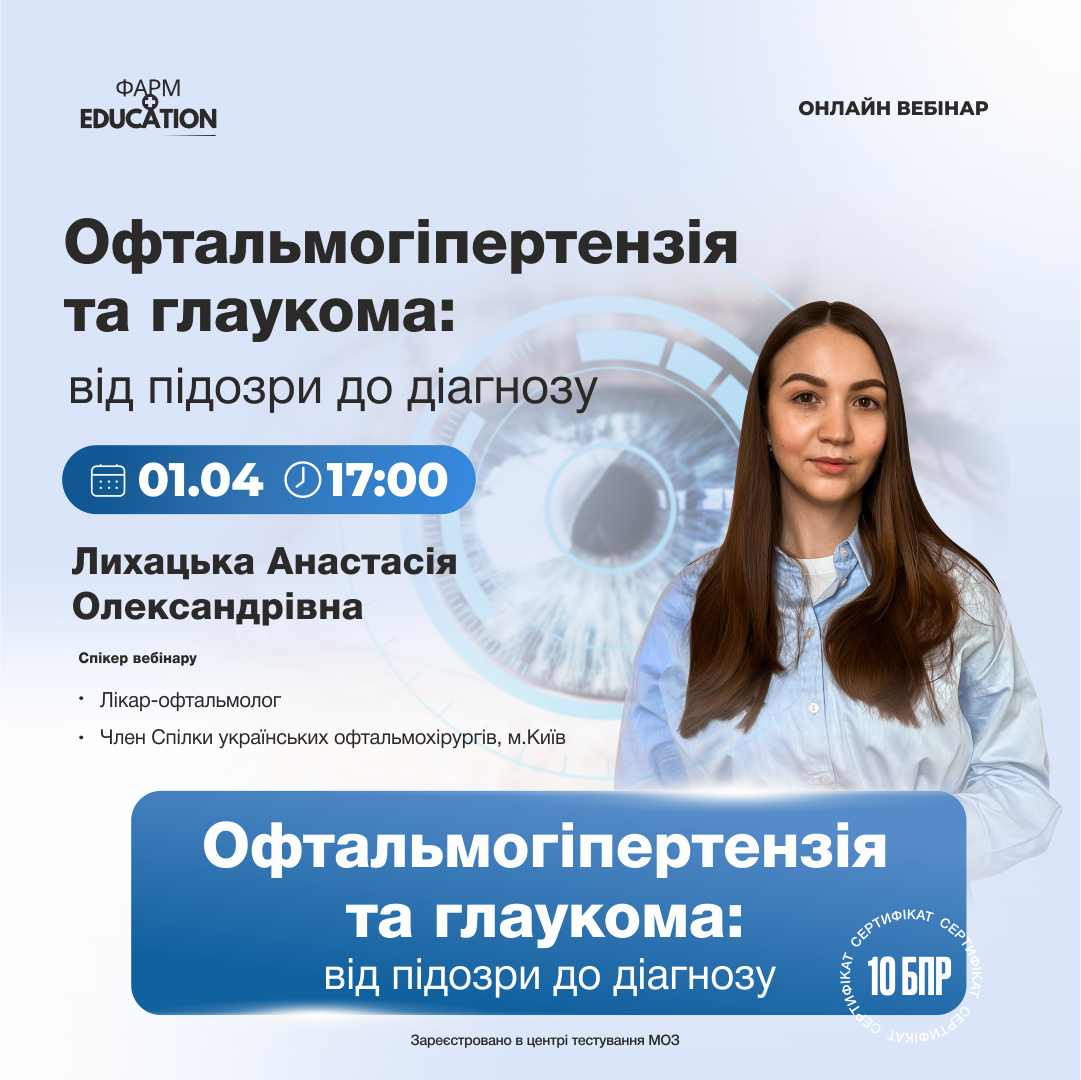 ФАРМ
EDUCATION
ОНЛАЙН ВЕБІНАР
Офтальмогіпертензія
та глаукома:
від підозри до діагнозу
01.04 17:00
Лихацька Анастасія
Олександрівна
Спікер вебінару
• Лікар-офтальмолог
• Член Спілки українських офтальмохірургів, м.Київ
Офтальмогіпертензія
та глаукома:
від підозри до діагнозу
СЕРТИФІКАТ СЕРТИФІКАТ СЕРТИФІКАТ СЕРТИФІКАТ СЕРТИФІКАТ
10 БПР
Зареєстровано в центрі тестування МОЗ